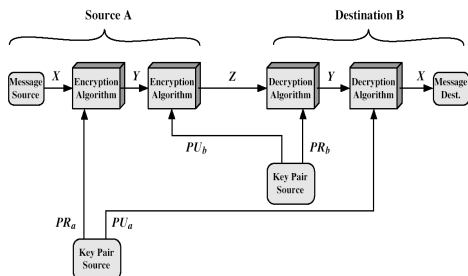 Source A
Destination B
Message
Source
X
Encryption
Algorithm
Y
Encryption
Algorithm
Z
Decryption
Algorithm
Y
Decryption
Algorithm
X
Message
Dest.
PUb
PRb
Key Pair
Source
PRa
PUa
Key Pair
Source